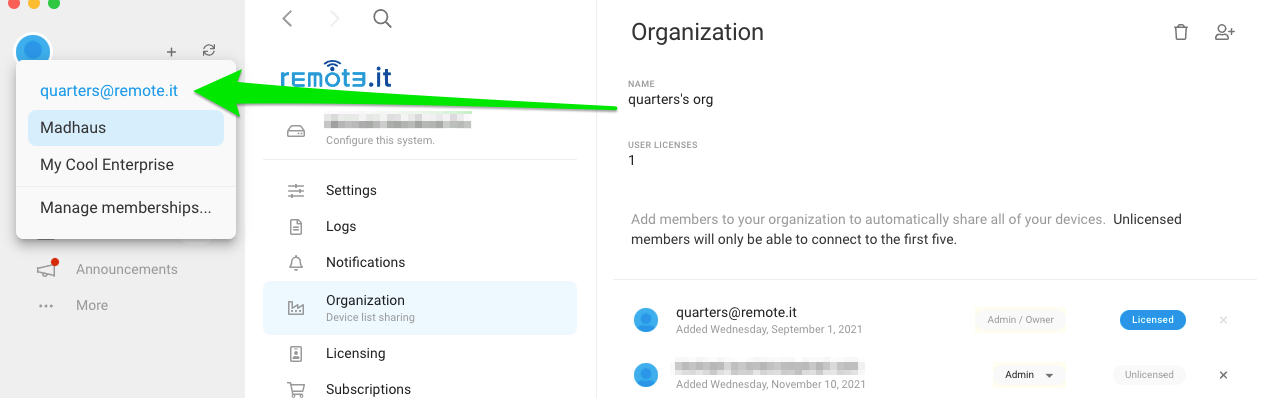 quarters@remote.it
Madhaus
My Cool Enterprise
Manage memberships...
Announcements
More
remote.it
Configure this system.
Settings
Logs
Notifications
Organization
Device list sharing
Licensing
Subscriptions
Organization
NAME
quarters's org
USER LICENSES
1
Add members to your organization to automatically share all of your devices. Unlicensed
members will only be able to connect to the first five.
quarters@remote.it
Added Wednesday, September 1, 2021
Admin / Owner
Licensed
Added Wednesday, November 10, 2021
Admin
Unlicensed